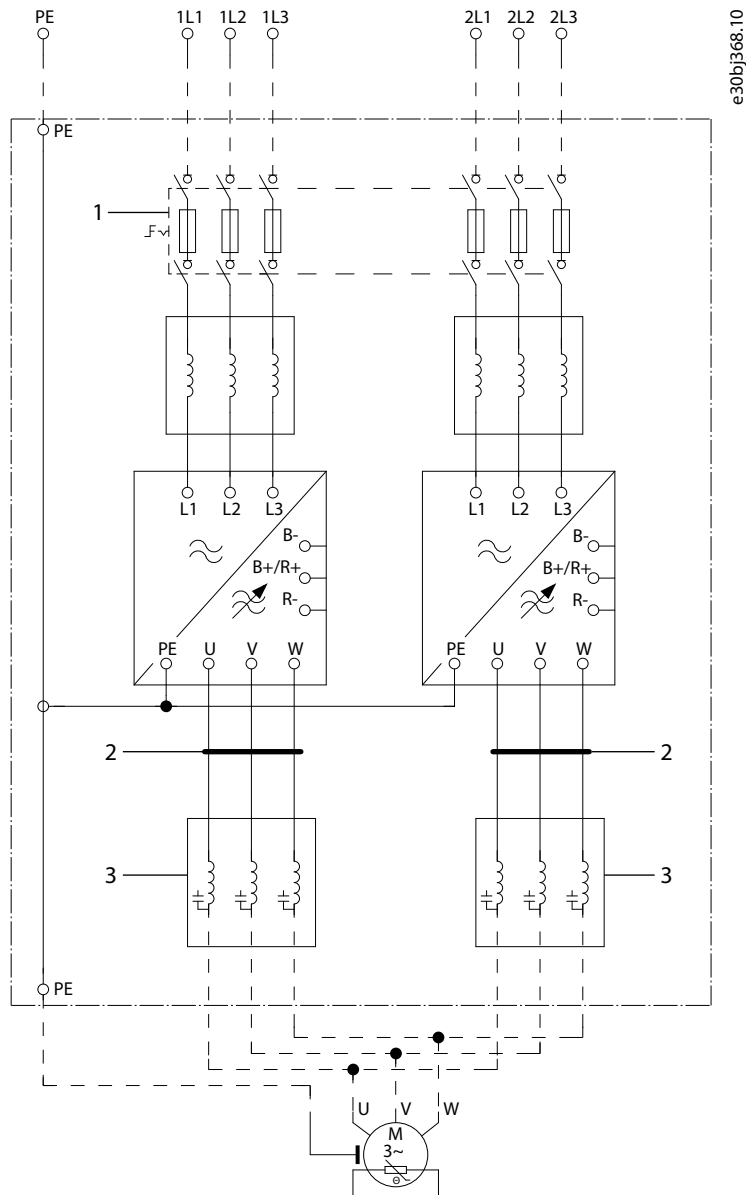 PE 1L1 1L2 1L3 2L1 2L2 2L3
e30bj368.10
PE
1
L1 L2 L3 L1 L2 L3
B- B-
B+/R+ B+/R+
R- R-
PE U V W PE U V W
2 2
3 3
PE
U V W
M
3~
Θ